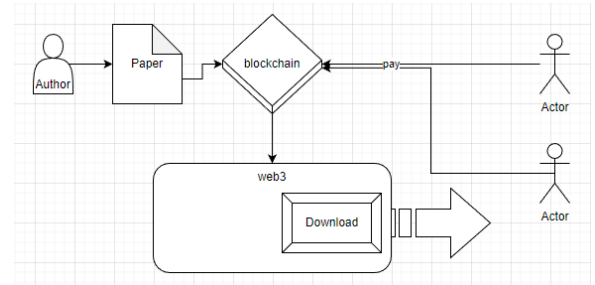 Author
Paper
blockchain
pay
Actor
web3
Download
Actor